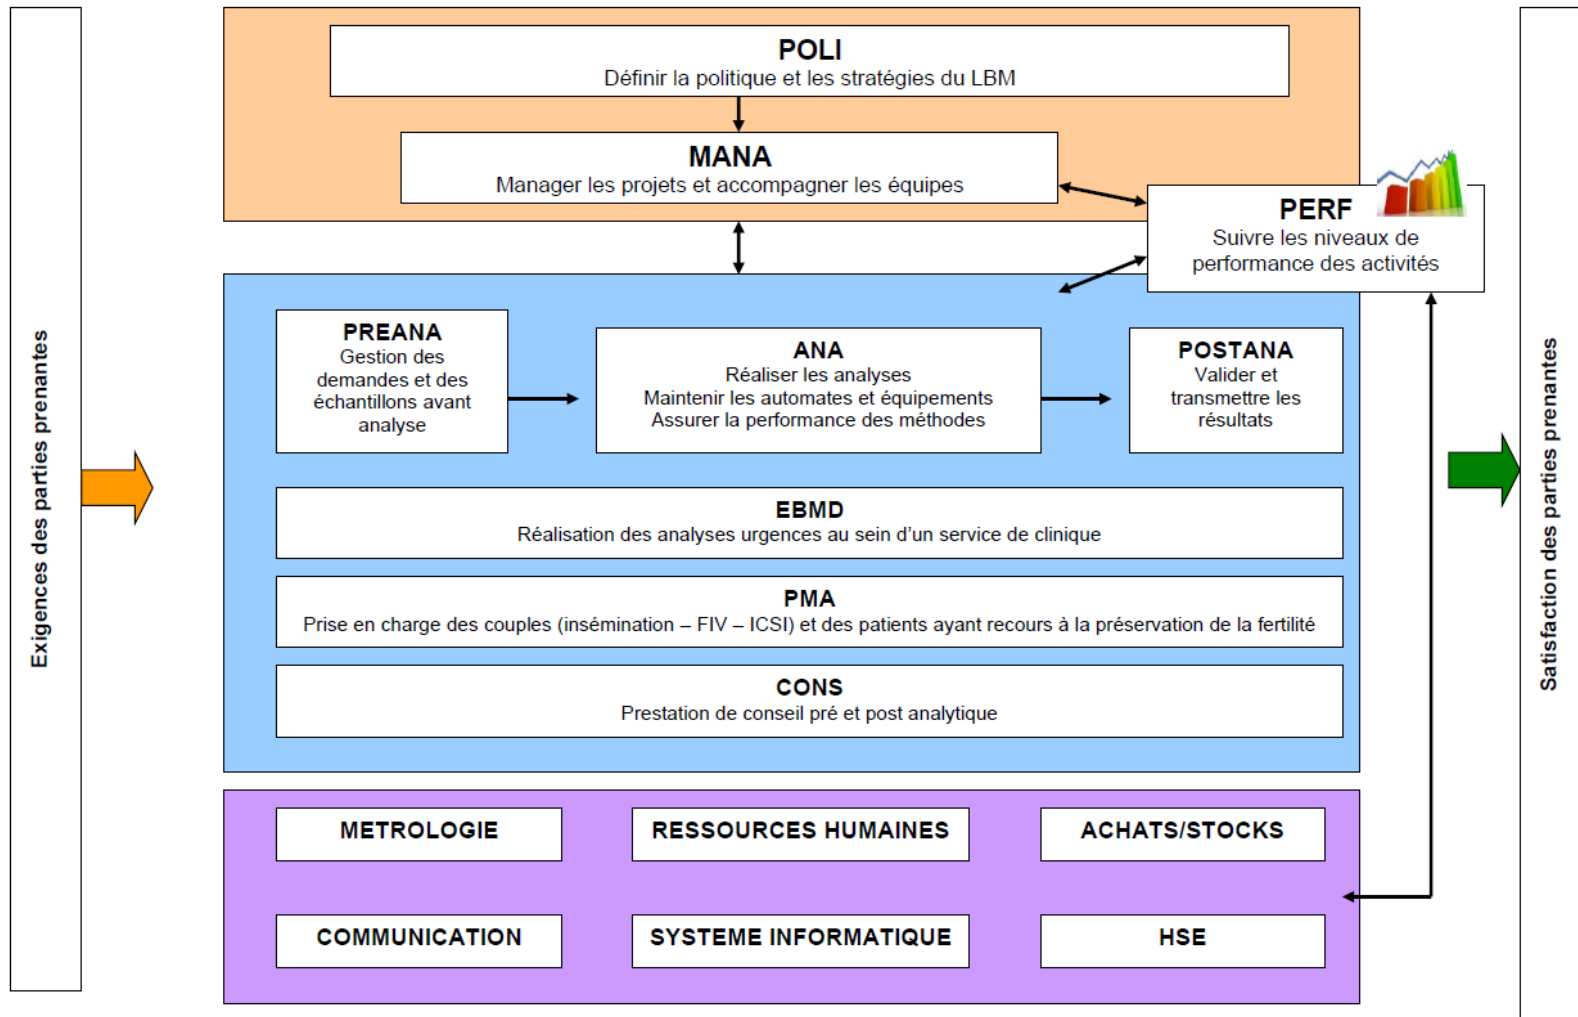 Exigences des parties prenantes
POLI
Définir la politique et les stratégies du LBM
MANA
Manager les projets et accompagner les équipes
PERF
Suivre les niveaux de
performance des activités
PREANA
Gestion des
demandes et des
échantillons avant
analyse
ANA
Réaliser les analyses
Maintenir les automates et équipements
Assurer la performance des méthodes
POSTANA
Valider et
transmettre les
résultats
EBMD
Réalisation des analyses urgences au sein d'un service de clinique
PMA
Prise en charge des couples (insémination – FIV – ICSI) et des patients ayant recours à la préservation de la fertilité
CONS
Prestation de conseil pré et post analytique
METROLOGIE
RESSOURCES HUMAINES
ACHATS/STOCKS
COMMUNICATION
SYSTEME INFORMATIQUE
HSE
Satisfaction des parties prenantes